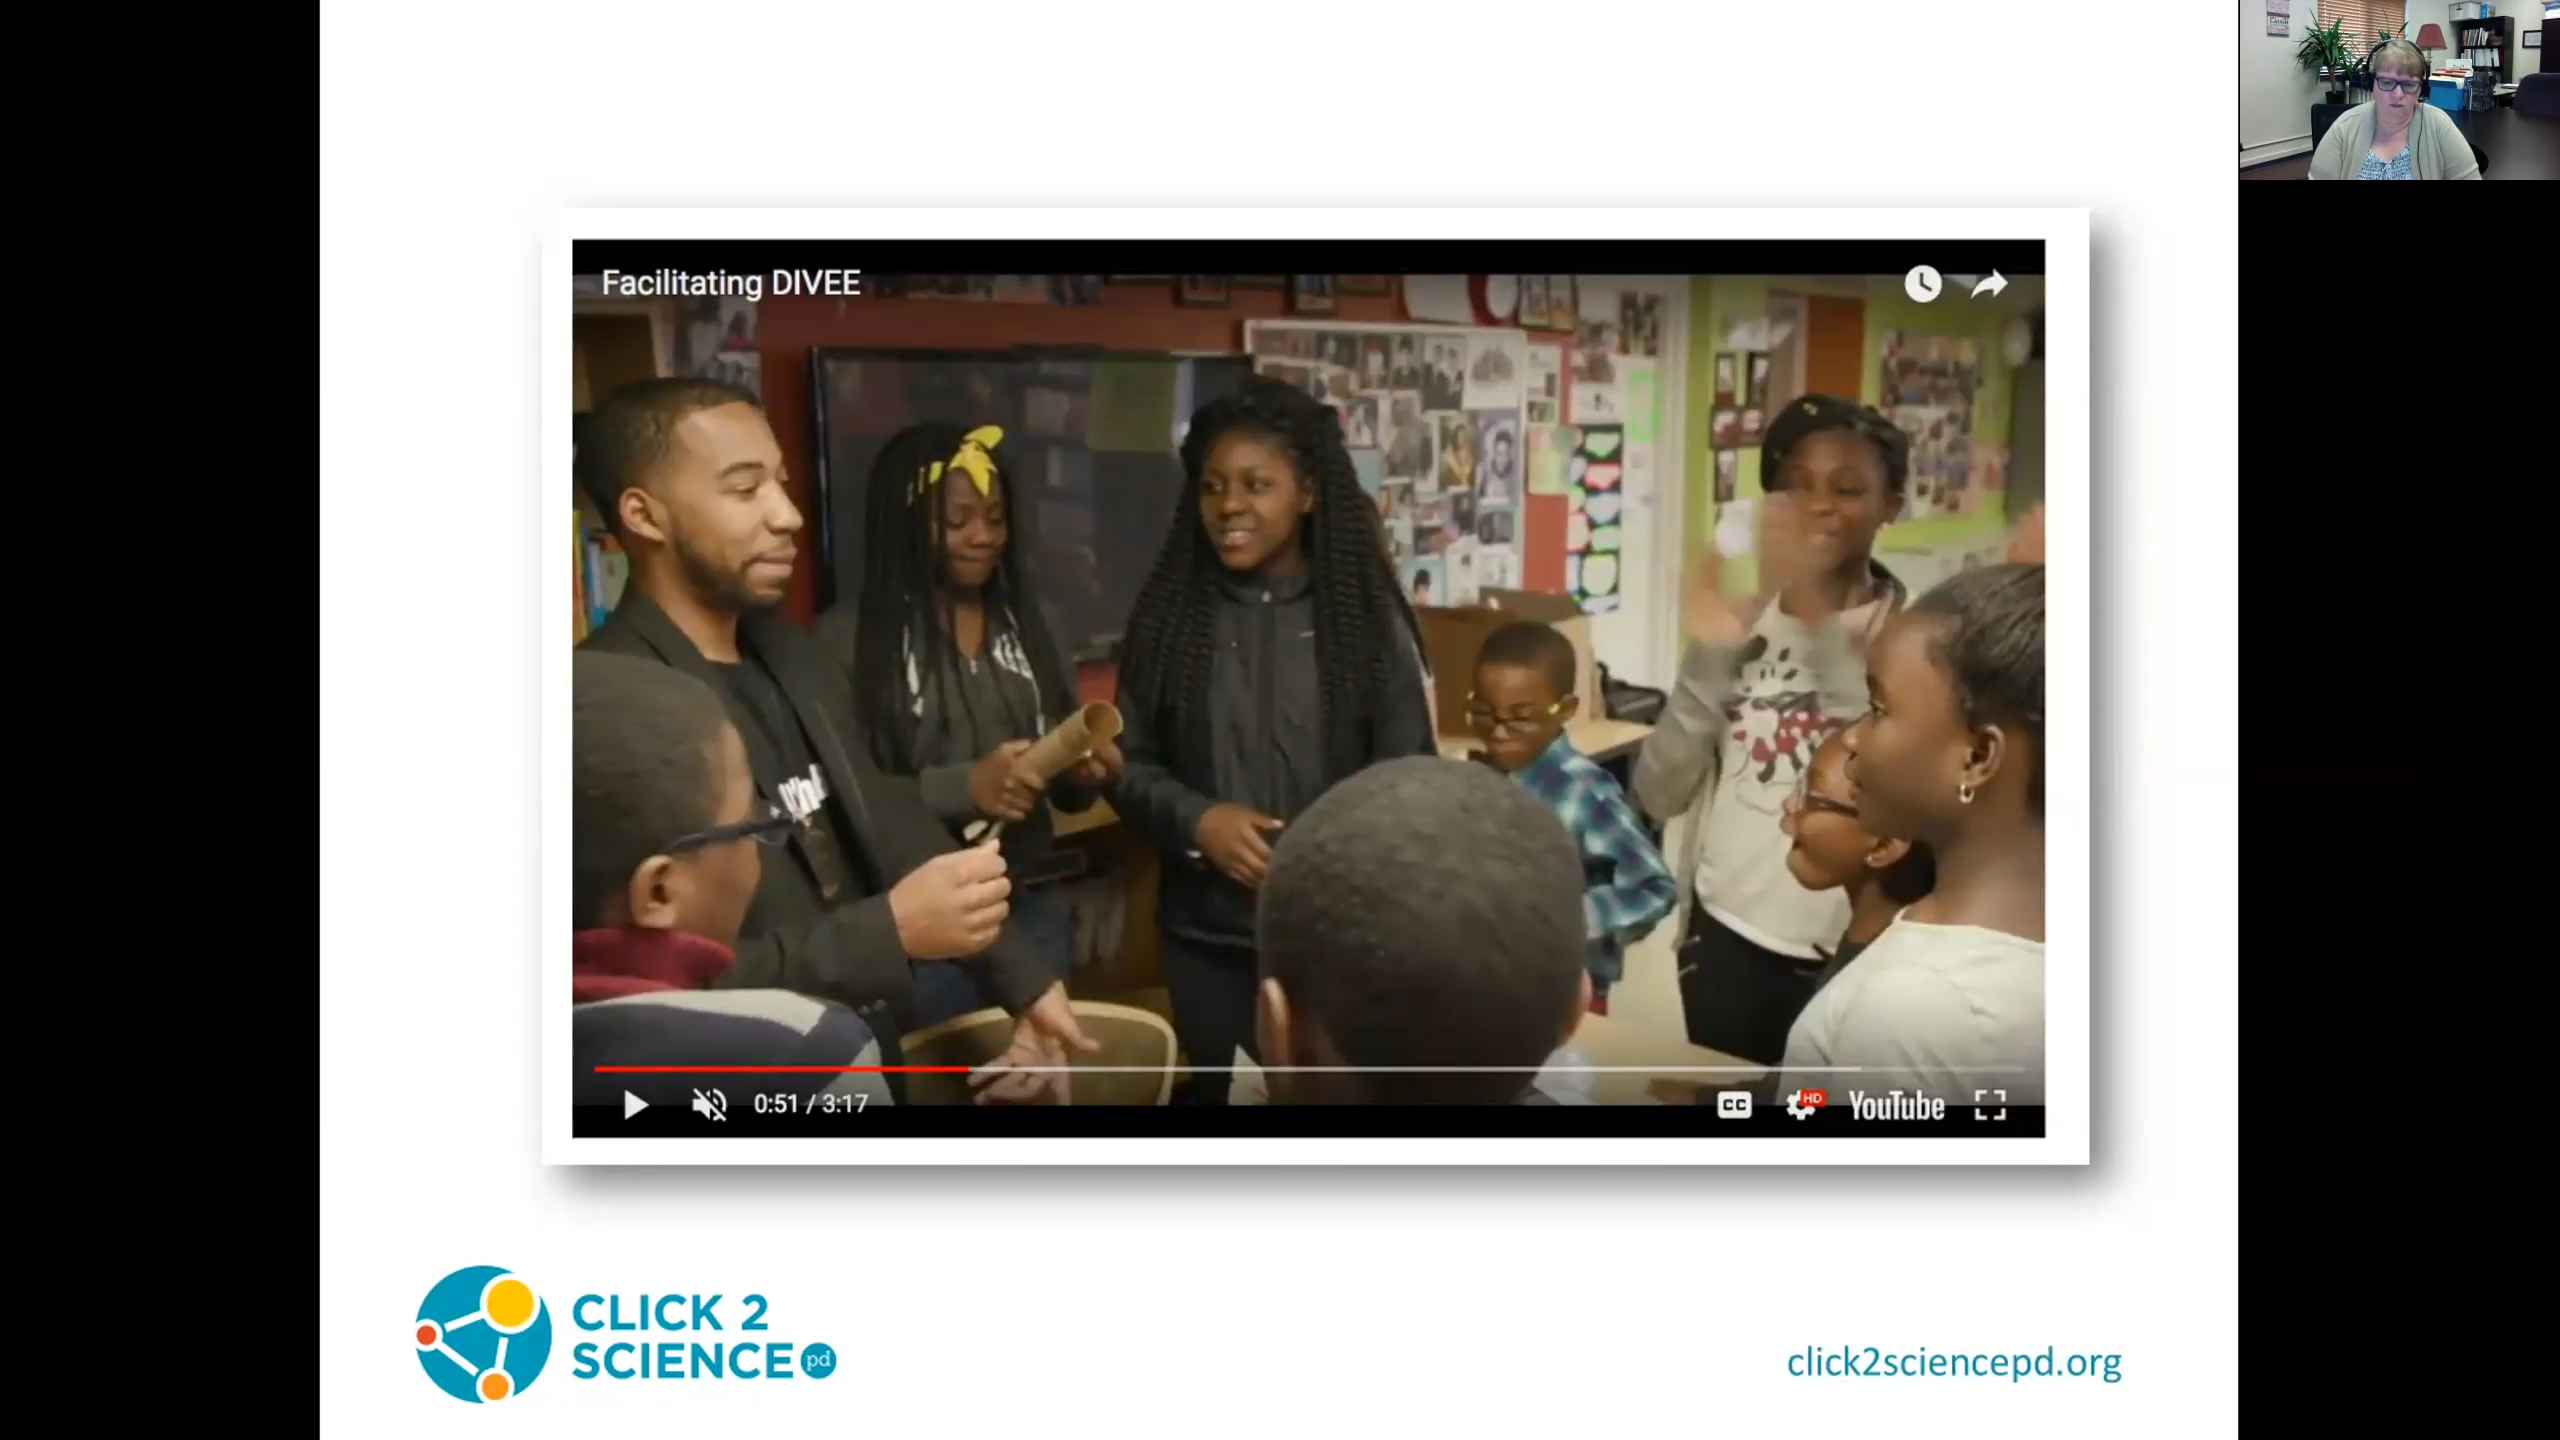 Facilitating DIVEE
0:51 / 3:17
CC
HD
YouTube
CLICK 2
SCIENCE pd
click2sciencepd.org